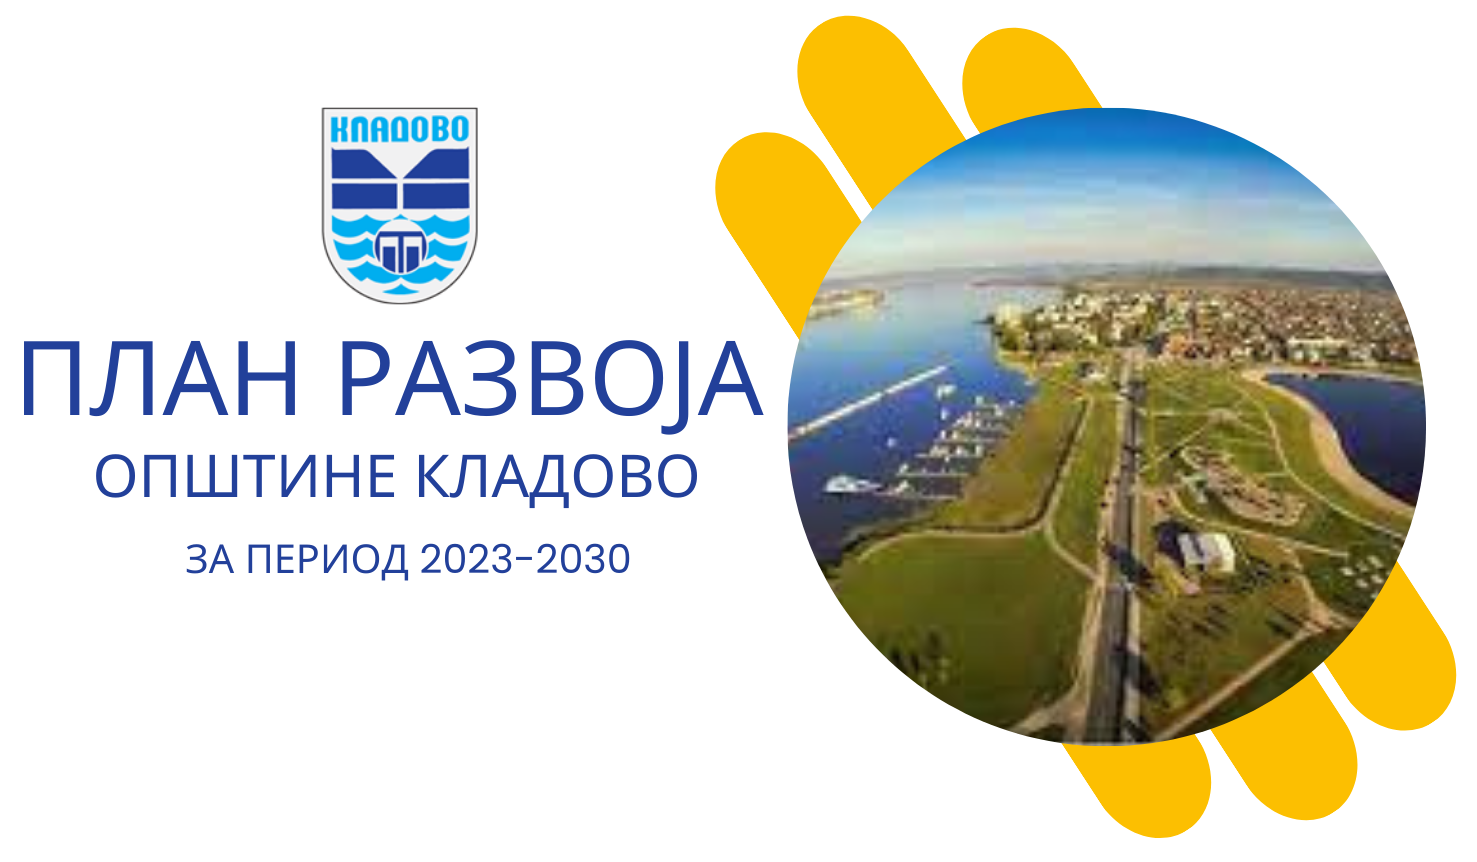 КЛАДОВО
ПЛАН РАЗВОЈА
ОПШТИНЕ КЛАДОВО
ЗА ПЕРИОД 2023-2030